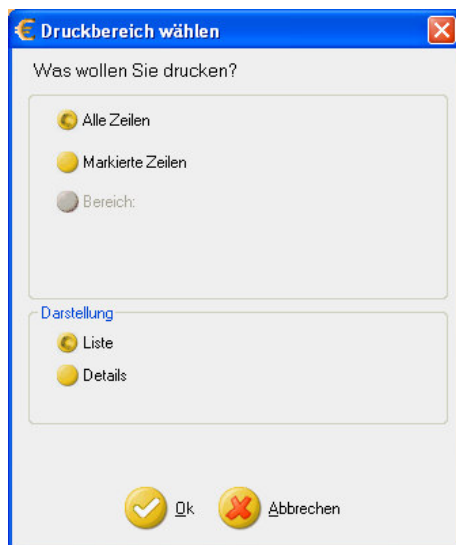 Druckbereich wählen
Was wollen Sie drucken?
Alle Zeilen
Markierte Zeilen
Bereich:
Darstellung
Liste
Details
Ok Abbrechen